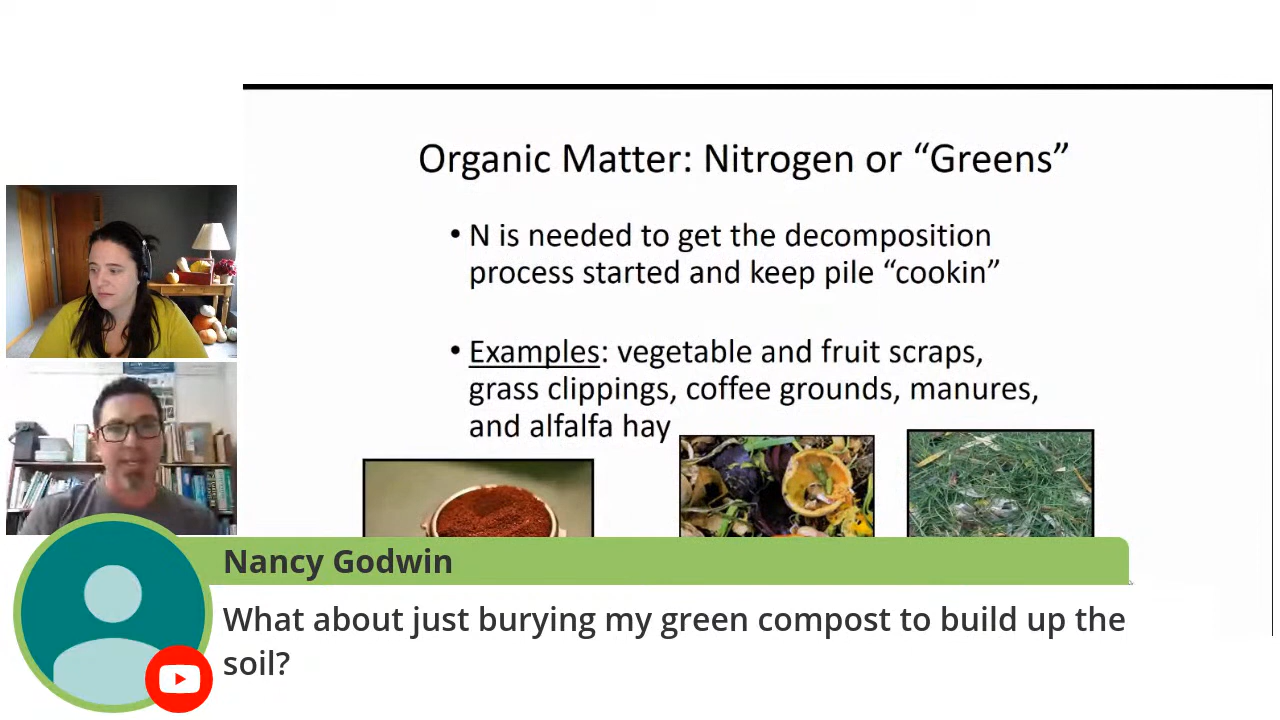 Organic Matter: Nitrogen or “Greens”
• N is needed to get the decomposition
process started and keep pile “cookin”
• Examples: vegetable and fruit scraps,
grass clippings, coffee grounds, manures,
and alfalfa hay
Nancy Godwin
What about just burying my green compost to build up the
soil?